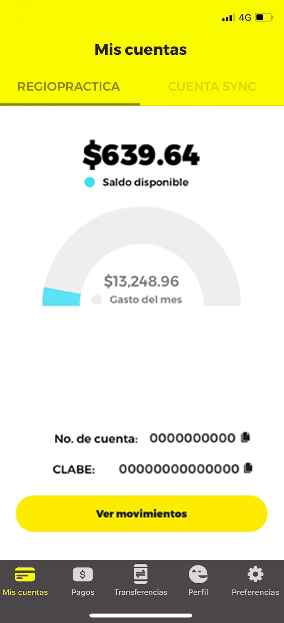 4G
Mis cuentas
REGIOPRACTICA CUENTA SYNC
$639.64
Saldo disponible
$13,248.96
Gasto del mes
No. de cuenta: 0000000000
CLABE: 00000000000000
Ver movimientos
Mis cuentas Pagos Transferencias Perfil Preferencias